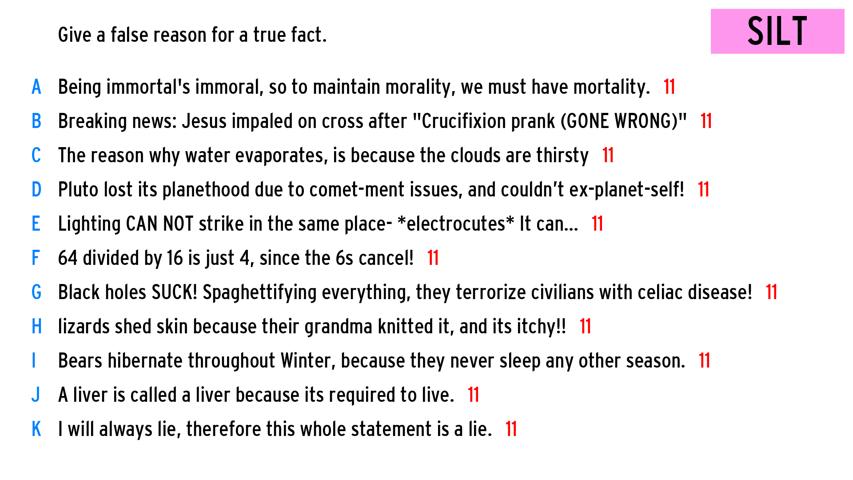 Give a false reason for a true fact.
SILT
A Being immortal's immoral, so to maintain morality, we must have mortality. 11
B Breaking news: Jesus impaled on cross after "Crucifixion prank (GONE WRONG)" 11
C The reason why water evaporates, is because the clouds are thirsty 11
D Pluto lost its planethood due to comet-ment issues, and couldn't ex-planet-self! 11
E Lighting CAN NOT strike in the same place- *electrocutes* It can... 11
F 64 divided by 16 is just 4, since the 6s cancel! 11
G Black holes SUCK! Spaghettifying everything, they terrorize civilians with celiac disease! 11
H lizards shed skin because their grandma knitted it, and its itchy!! 11
I Bears hibernate throughout Winter, because they never sleep any other season. 11
J A liver is called a liver because its required to live. 11
K I will always lie, therefore this whole statement is a lie. 11